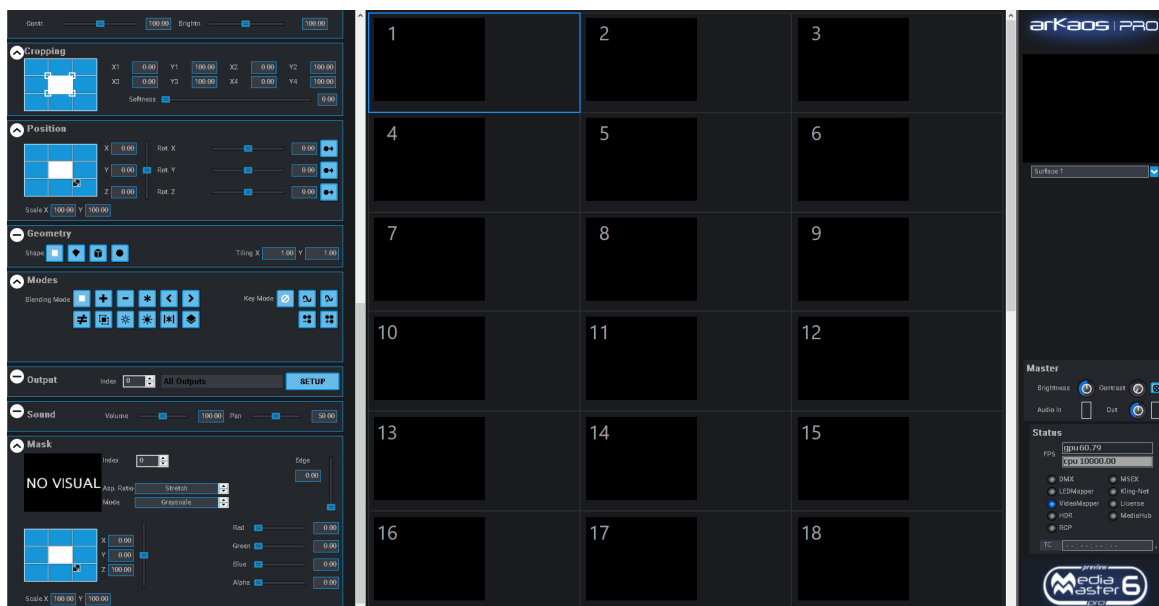 Contr. 100.00 Brightn. 100.00
Cropping
X1 0.00 Y1 100.00 X2 0.00 Y2 100.00
X3 0.00 Y3 100.00 X4 0.00 Y4 100.00
Softness 0.00
Position
X 0.00 Rot. X 0.00
Y 0.00 Rot. Y 0.00
Z 0.00 Rot. Z 0.00
Scale X 100.00 Y 100.00
Geometry
Shape Tiling X 1.00 Y 1.00
Modes
Blending Mode Key Mode
Output Index 0 All Outputs SETUP
Sound Volume 100.00 Pan 50.00
Mask
NO VISUAL
Index 0 Edge
0.00
Asp. Ratio Stretch
Mode Grayscale
X 0.00
Y 0.00
Z 100.00
Red 0.00
Green 0.00
Blue 0.00
Alpha 0.00
Scale X 100.00 Y 100.00
1 2 3
4 5 6
7 8 9
10 11 12
13 14 15
16 17 18
arKaos PRO
Surface 1
Master
Brightness Contrast
Audio In Out
Status
FPS gpu 60.79
cpu 10000.00
DMX MSEX
LEDMapper Kling-Net
VideoMapper License
HDR MediaHub
RCP
TC --:--:--:--
preview
Media Master 6
pro